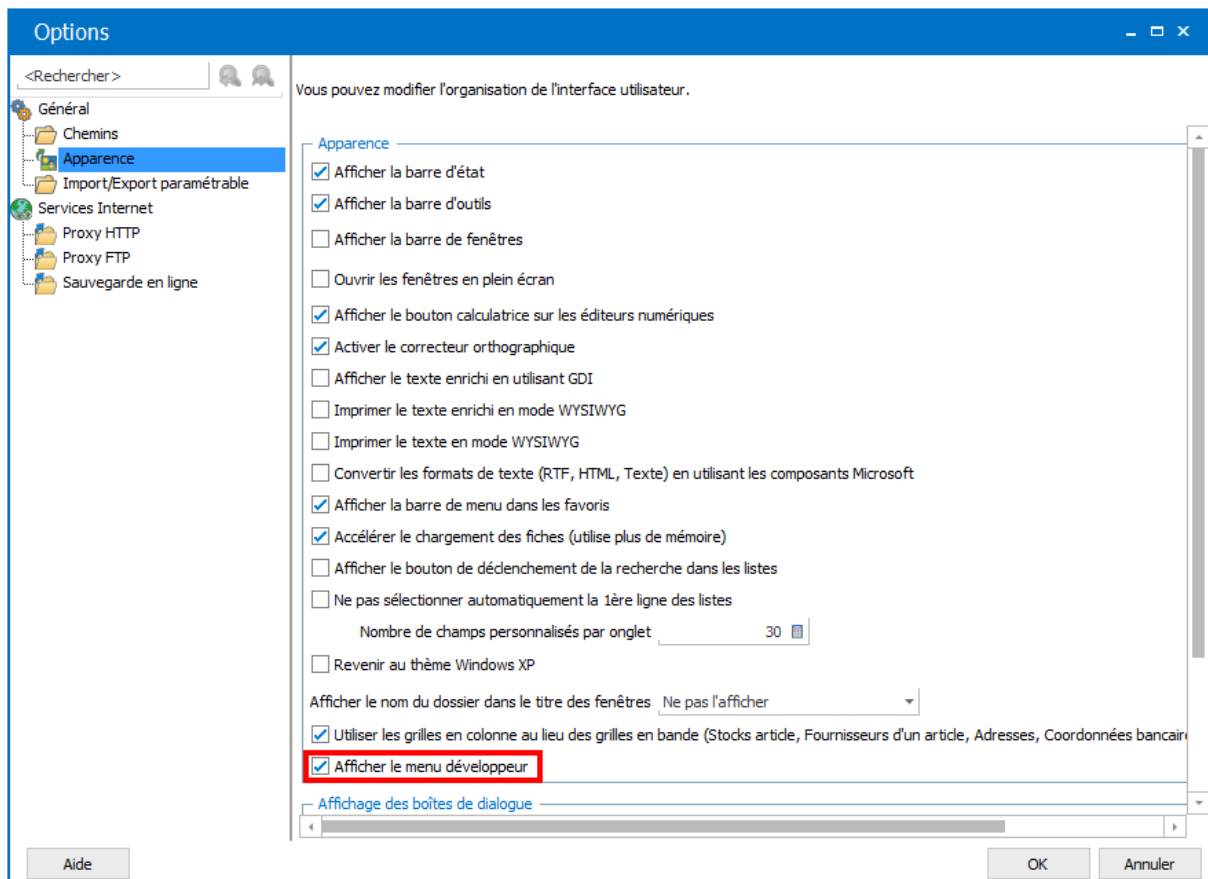 Options
<Rechercher>
Général
Chemins
Apparence
Import/Export paramétrable
Services Internet
Proxy HTTP
Proxy FTP
Sauvegarde en ligne
Vous pouvez modifier l'organisation de l'interface utilisateur.
Apparence
Afficher la barre d'état
Afficher la barre d'outils
Afficher la barre de fenêtres
Ouvrir les fenêtres en plein écran
Afficher le bouton calculatrice sur les éditeurs numériques
Activer le correcteur orthographique
Afficher le texte enrichi en utilisant GDI
Imprimer le texte enrichi en mode WYSIWYG
Imprimer le texte en mode WYSIWYG
Convertir les formats de texte (RTF, HTML, Texte) en utilisant les composants Microsoft
Afficher la barre de menu dans les favoris
Accélérer le chargement des fiches (utilise plus de mémoire)
Afficher le bouton de déclenchement de la recherche dans les listes
Ne pas sélectionner automatiquement la 1ère ligne des listes
Nombre de champs personnalisés par onglet 30
Revenir au thème Windows XP
Afficher le nom du dossier dans le titre des fenêtres Ne pas l'afficher
Utiliser les grilles en colonne au lieu des grilles en bande (Stocks article, Fournisseurs d'un article, Adresses, Coordonnées bancair
Afficher le menu développeur
Affichage des boîtes de dialogue
Aide
OK
Annuler